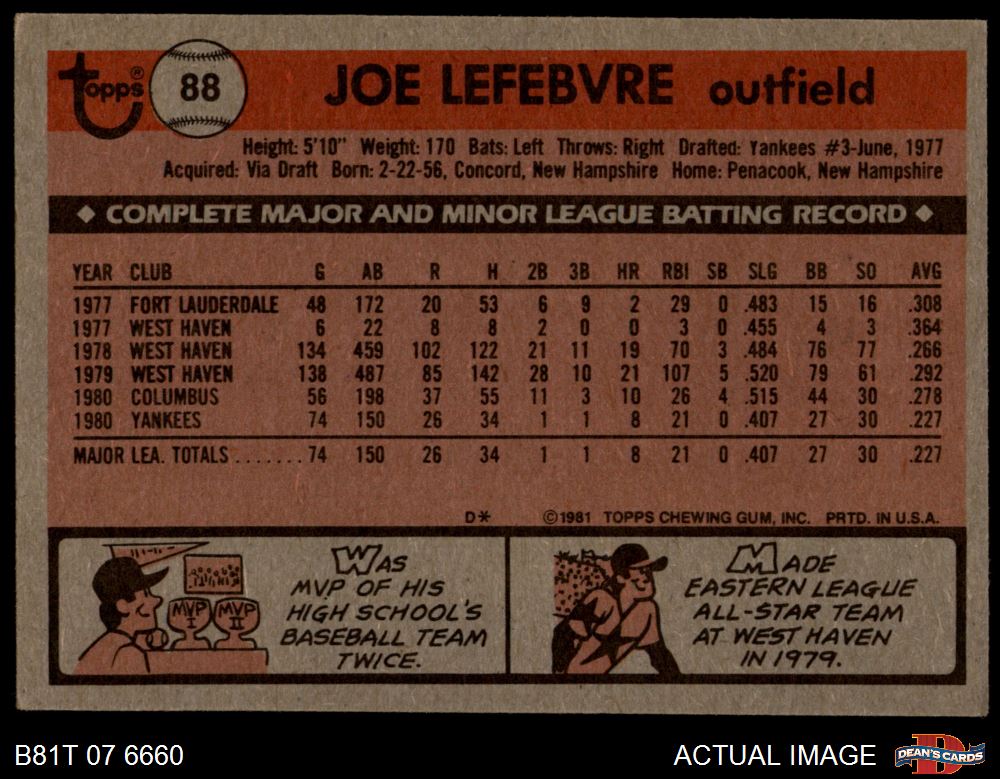 Topps® 88 JOE LEFEBVRE outfield
Height: 5'10" Weight: 170 Bats: Left Throws: Right Drafted: Yankees #3-June, 1977
Acquired: Via Draft Born: 2-22-56, Concord, New Hampshire Home: Penacook, New Hampshire
◆ COMPLETE MAJOR AND MINOR LEAGUE BATTING RECORD ◆
YEAR CLUB G AB R H 2B 3B HR RBI SB SLG BB SO AVG
1977 FORT LAUDERDALE 48 172 20 53 6 9 2 29 0 .483 15 16 .308
1977 WEST HAVEN 6 22 8 8 2 0 0 3 0 .455 4 3 .364
1978 WEST HAVEN 134 459 102 122 21 11 19 70 3 .484 76 77 .266
1979 WEST HAVEN 138 487 85 142 28 10 21 107 5 .520 79 61 .292
1980 COLUMBUS 56 198 37 55 11 3 10 26 4 .515 44 30 .278
1980 YANKEES 74 150 26 34 1 1 8 21 0 .407 27 30 .227
MAJOR LEA. TOTALS.......74 150 26 34 1 1 8 21 0 .407 27 30 .227
D* ©1981 TOPPS CHEWING GUM, INC. PRTD. IN U.S.A.
MVP I
MVP II
WAS
MVP OF HIS
HIGH SCHOOL'S
BASEBALL TEAM
TWICE.
MADE
EASTERN LEAGUE
ALL-STAR TEAM
AT WEST HAVEN
IN 1979.
B81T 07 6660 ACTUAL IMAGE DEAN'S CARDS